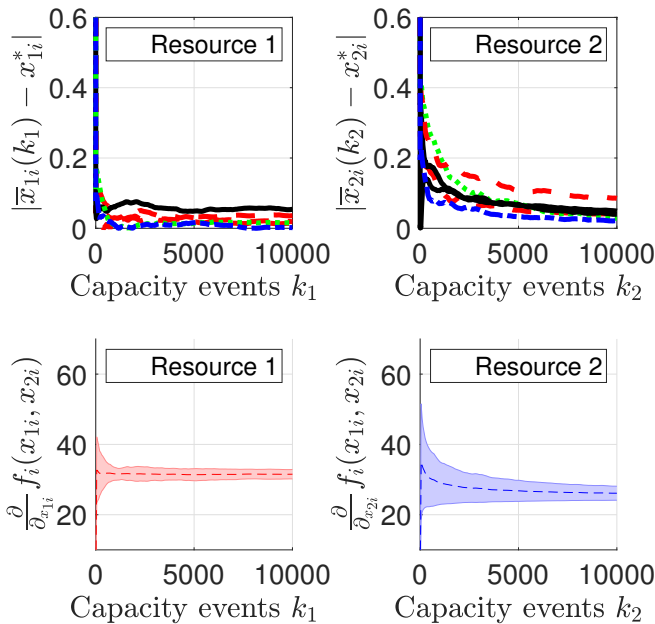 0.6
0.4
0.2
0
|x̅₁ᵢ(k₁) − x*₁ᵢ|
Resource 1
0 5000 10000
Capacity events k₁
0.6
0.4
0.2
0
|x̅₂ᵢ(k₂) − x*₂ᵢ|
Resource 2
0 5000 10000
Capacity events k₂
60
40
20
∂/∂ₓ₁ᵢ fᵢ(x₁ᵢ, x₂ᵢ)
Resource 1
0 5000 10000
Capacity events k₁
60
40
20
∂/∂ₓ₂ᵢ fᵢ(x₁ᵢ, x₂ᵢ)
Resource 2
0 5000 10000
Capacity events k₂